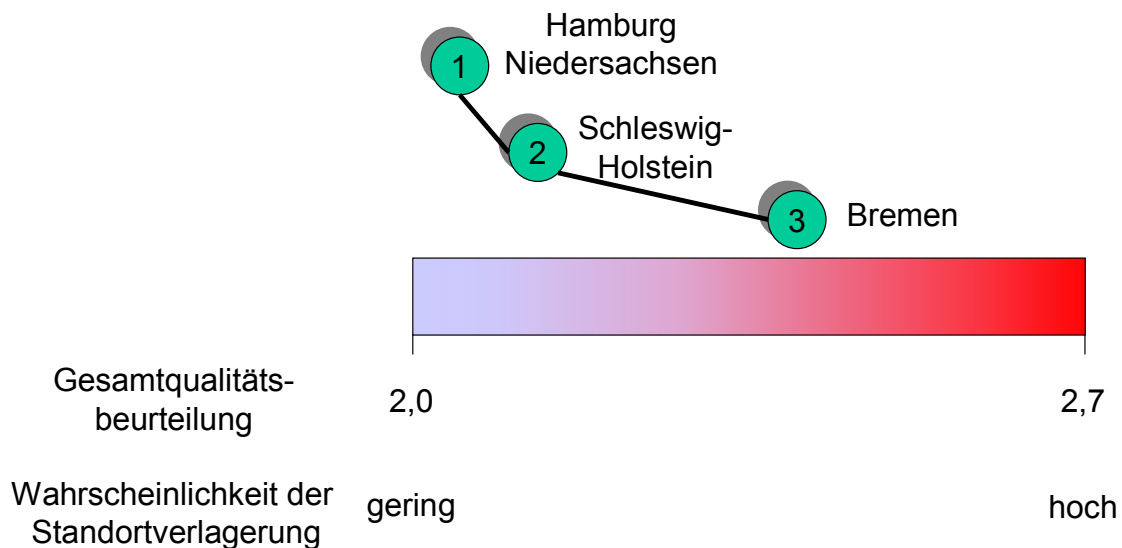 Hamburg
1
Niedersachsen
2
Schleswig-
Holstein
3
Bremen
Gesamtqualitäts-
beurteilung
2,0
2,7
Wahrscheinlichkeit der
Standortverlagerung
gering
hoch